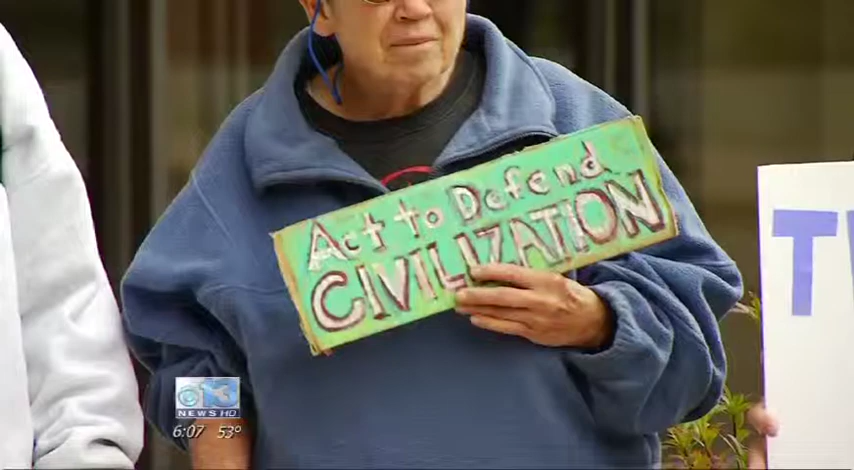 Act to Defend
CIVILIZATION
T
13
NEWS HD
6:07 53°